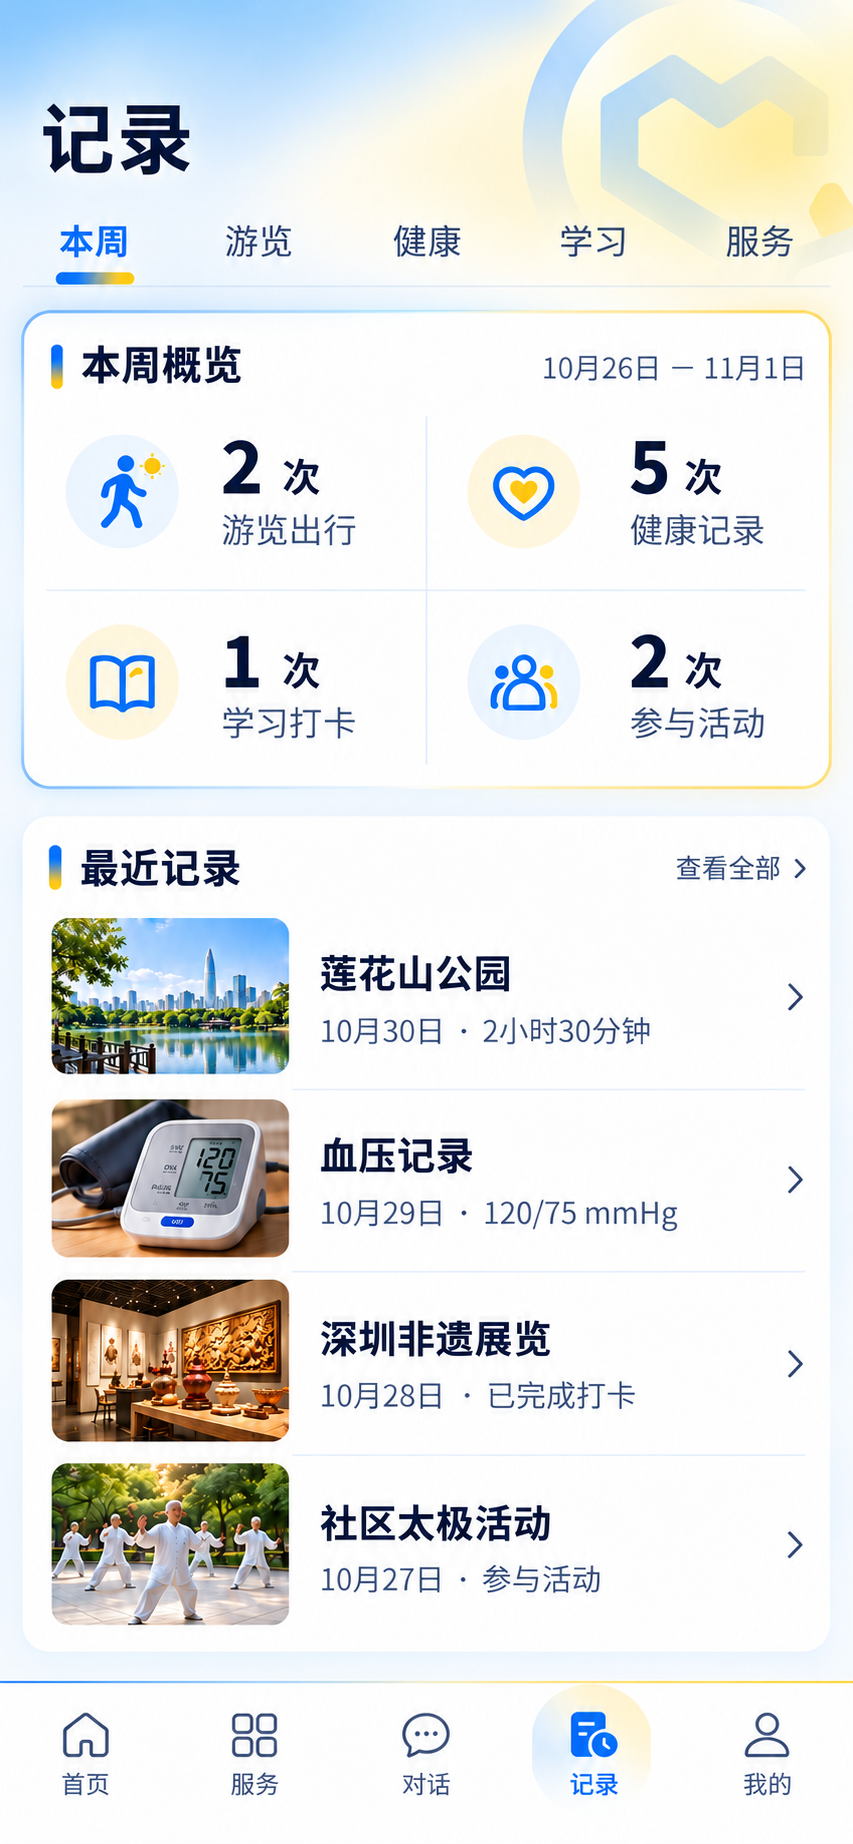 记录
本周 游览 健康 学习 服务
本周概览 10月26日 — 11月1日
2 次 5 次
游览出行 健康记录
1 次 2 次
学习打卡 参与活动
最近记录 查看全部
莲花山公园
10月30日 · 2小时30分钟
120
75
血压记录
10月29日 · 120/75 mmHg
深圳非遗展览
10月28日 · 已完成打卡
社区太极活动
10月27日 · 参与活动
首页 服务 对话 记录 我的